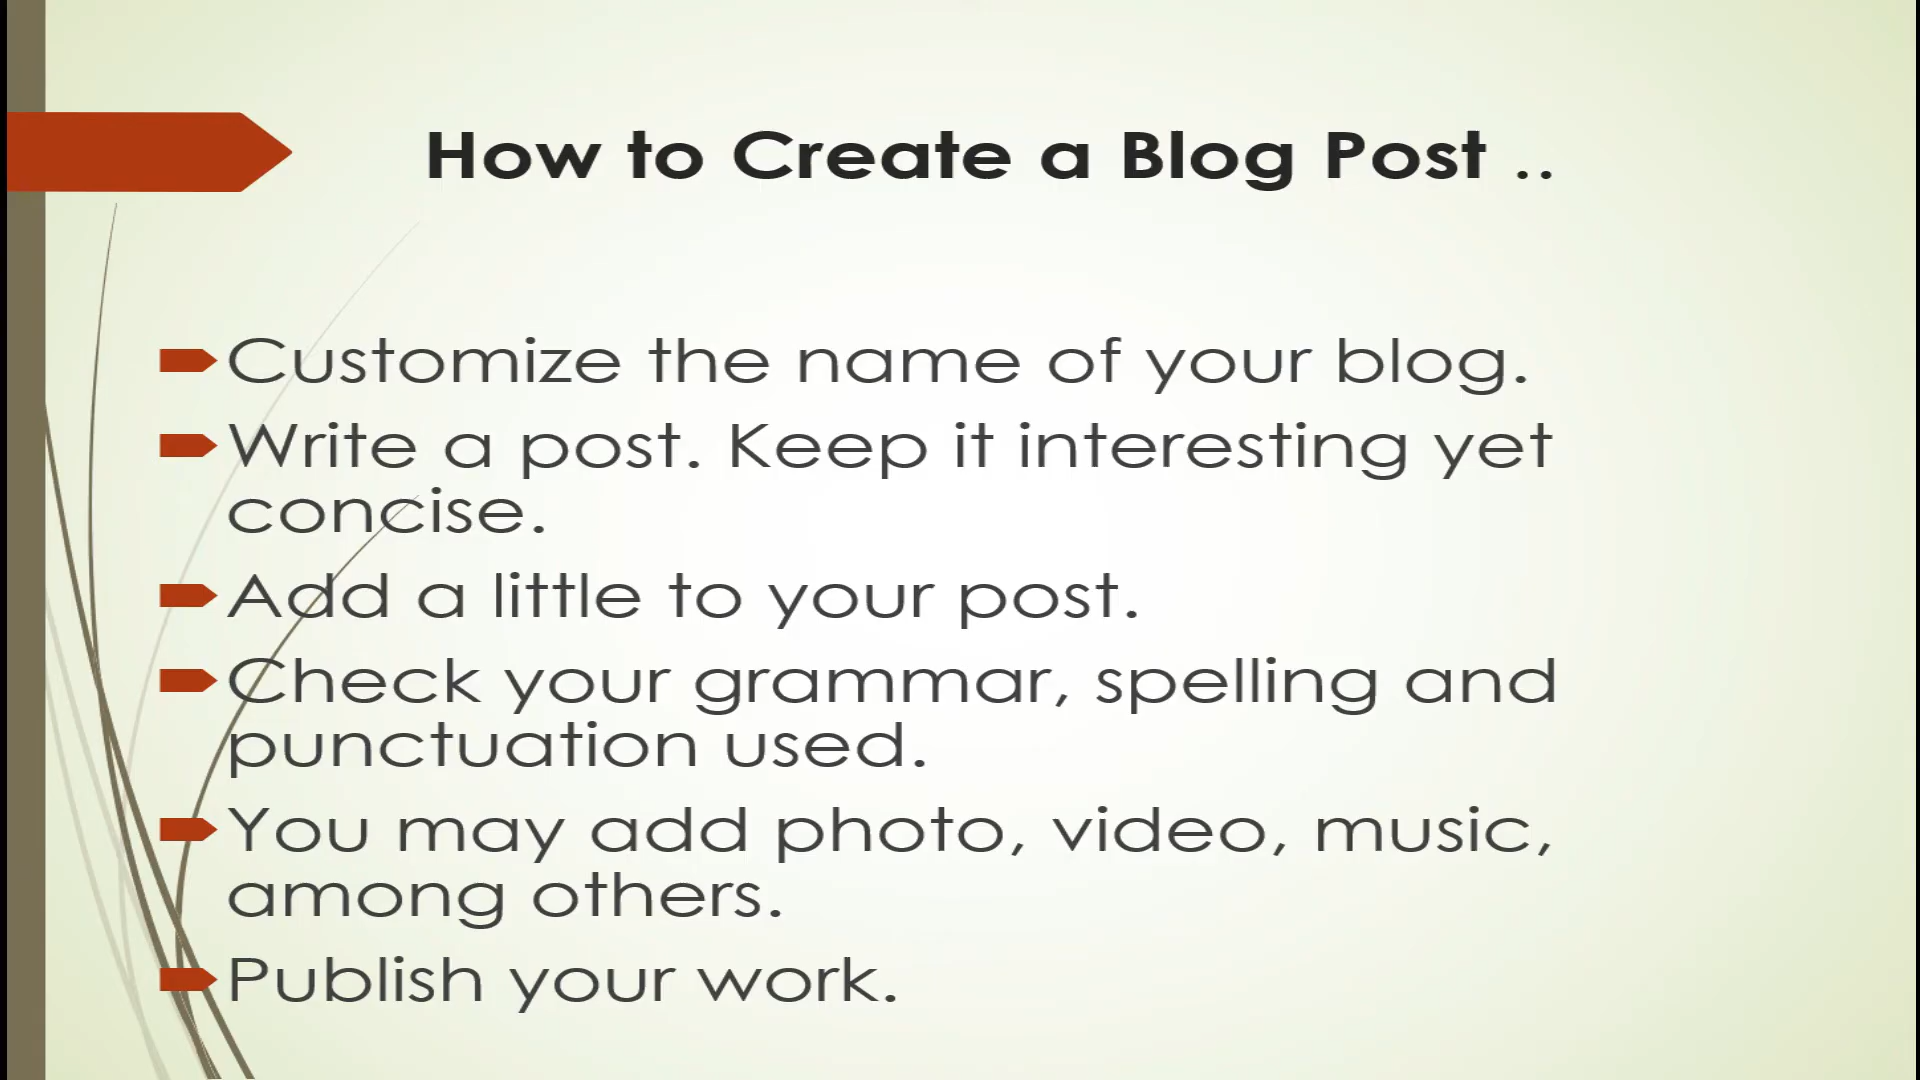 How to Create a Blog Post ..
Customize the name of your blog.
Write a post. Keep it interesting yet
concise.
Add a little to your post.
Check your grammar, spelling and
punctuation used.
You may add photo, video, music,
among others.
Publish your work.